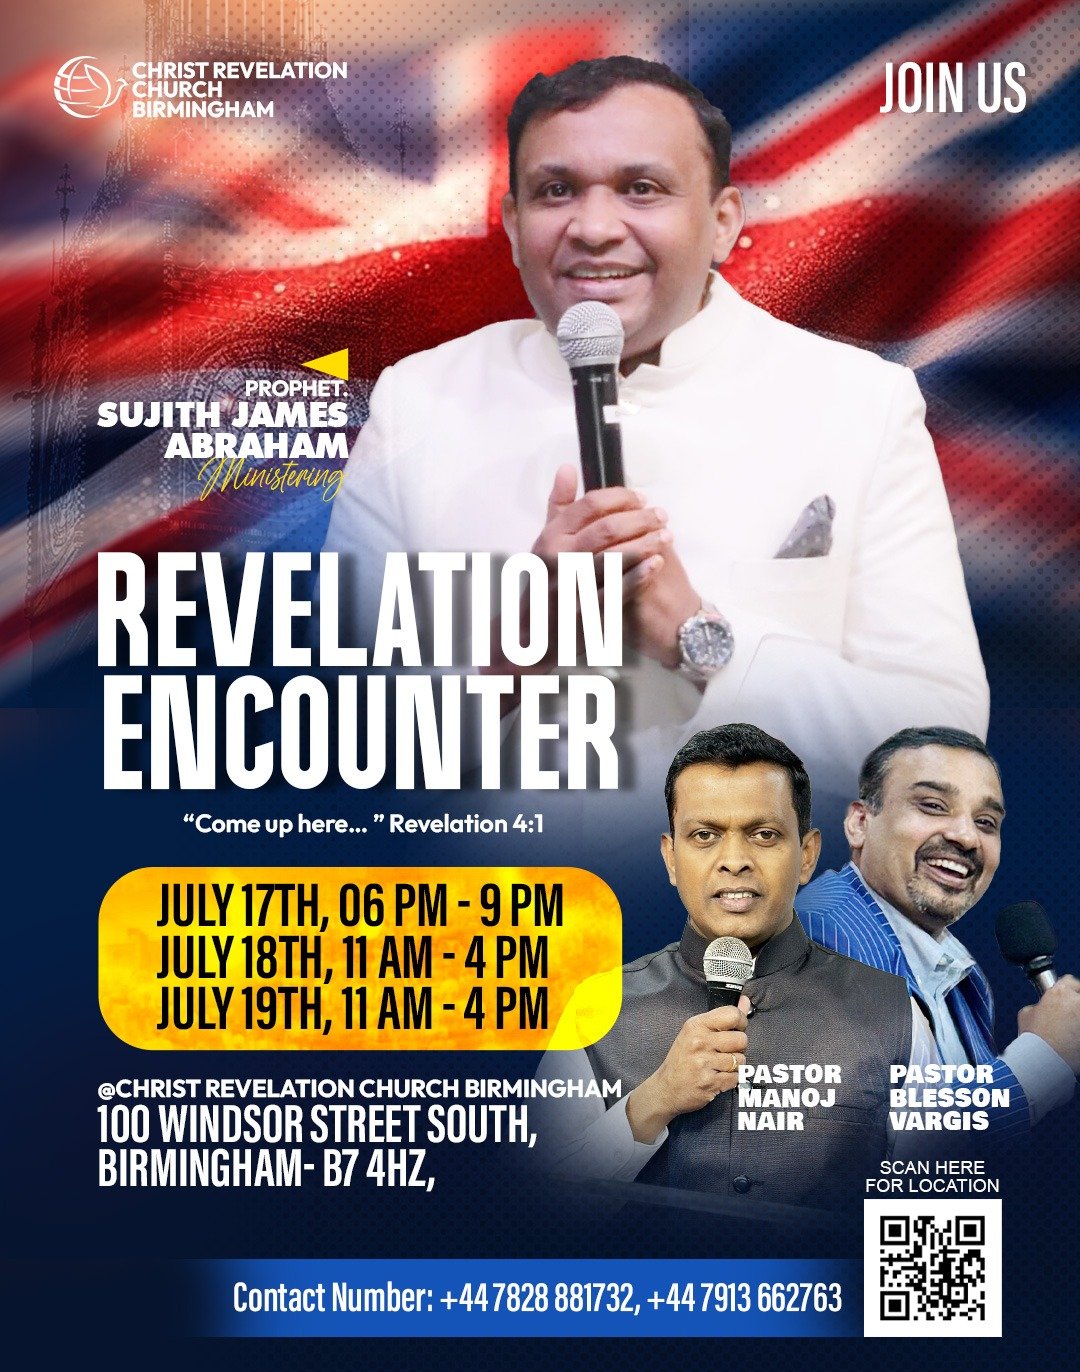 CHRIST REVELATION
CHURCH
BIRMINGHAM
JOIN US
PROPHET.
SUJITH JAMES
ABRAHAM
Ministering
REVELATION
ENCOUNTER
“Come up here... ” Revelation 4:1
JULY 17TH, 06 PM - 9 PM
JULY 18TH, 11 AM - 4 PM
JULY 19TH, 11 AM - 4 PM
@CHRIST REVELATION CHURCH BIRMINGHAM
100 WINDSOR STREET SOUTH,
BIRMINGHAM- B7 4HZ,
PASTOR
MANOJ
NAIR
PASTOR
BLESSON
VARGIS
SCAN HERE
FOR LOCATION
Contact Number: +44 7828 881732, +44 7913 662763